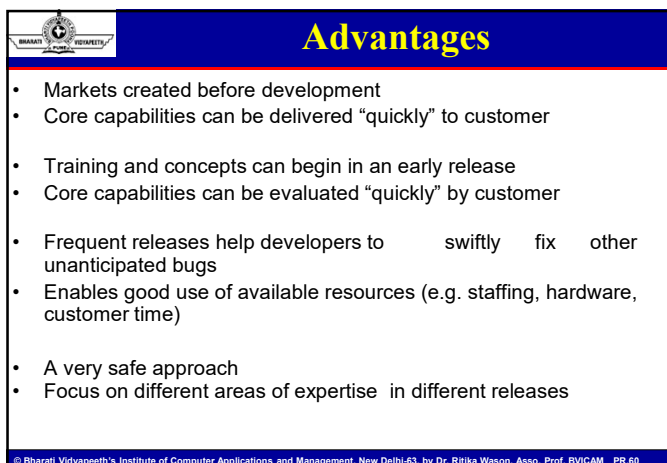 BHARATI VIDYAPEETH
PUNE
Advantages
• Markets created before development
• Core capabilities can be delivered “quickly” to customer
• Training and concepts can begin in an early release
• Core capabilities can be evaluated “quickly” by customer
• Frequent releases help developers to swiftly fix other
unanticipated bugs
• Enables good use of available resources (e.g. staffing, hardware,
customer time)
• A very safe approach
• Focus on different areas of expertise in different releases
© Bharati Vidyapeeth's Institute of Computer Applications and Management, New Delhi-63, by Dr. Ritika Wason, Asso. Prof. BVICAM PR.60